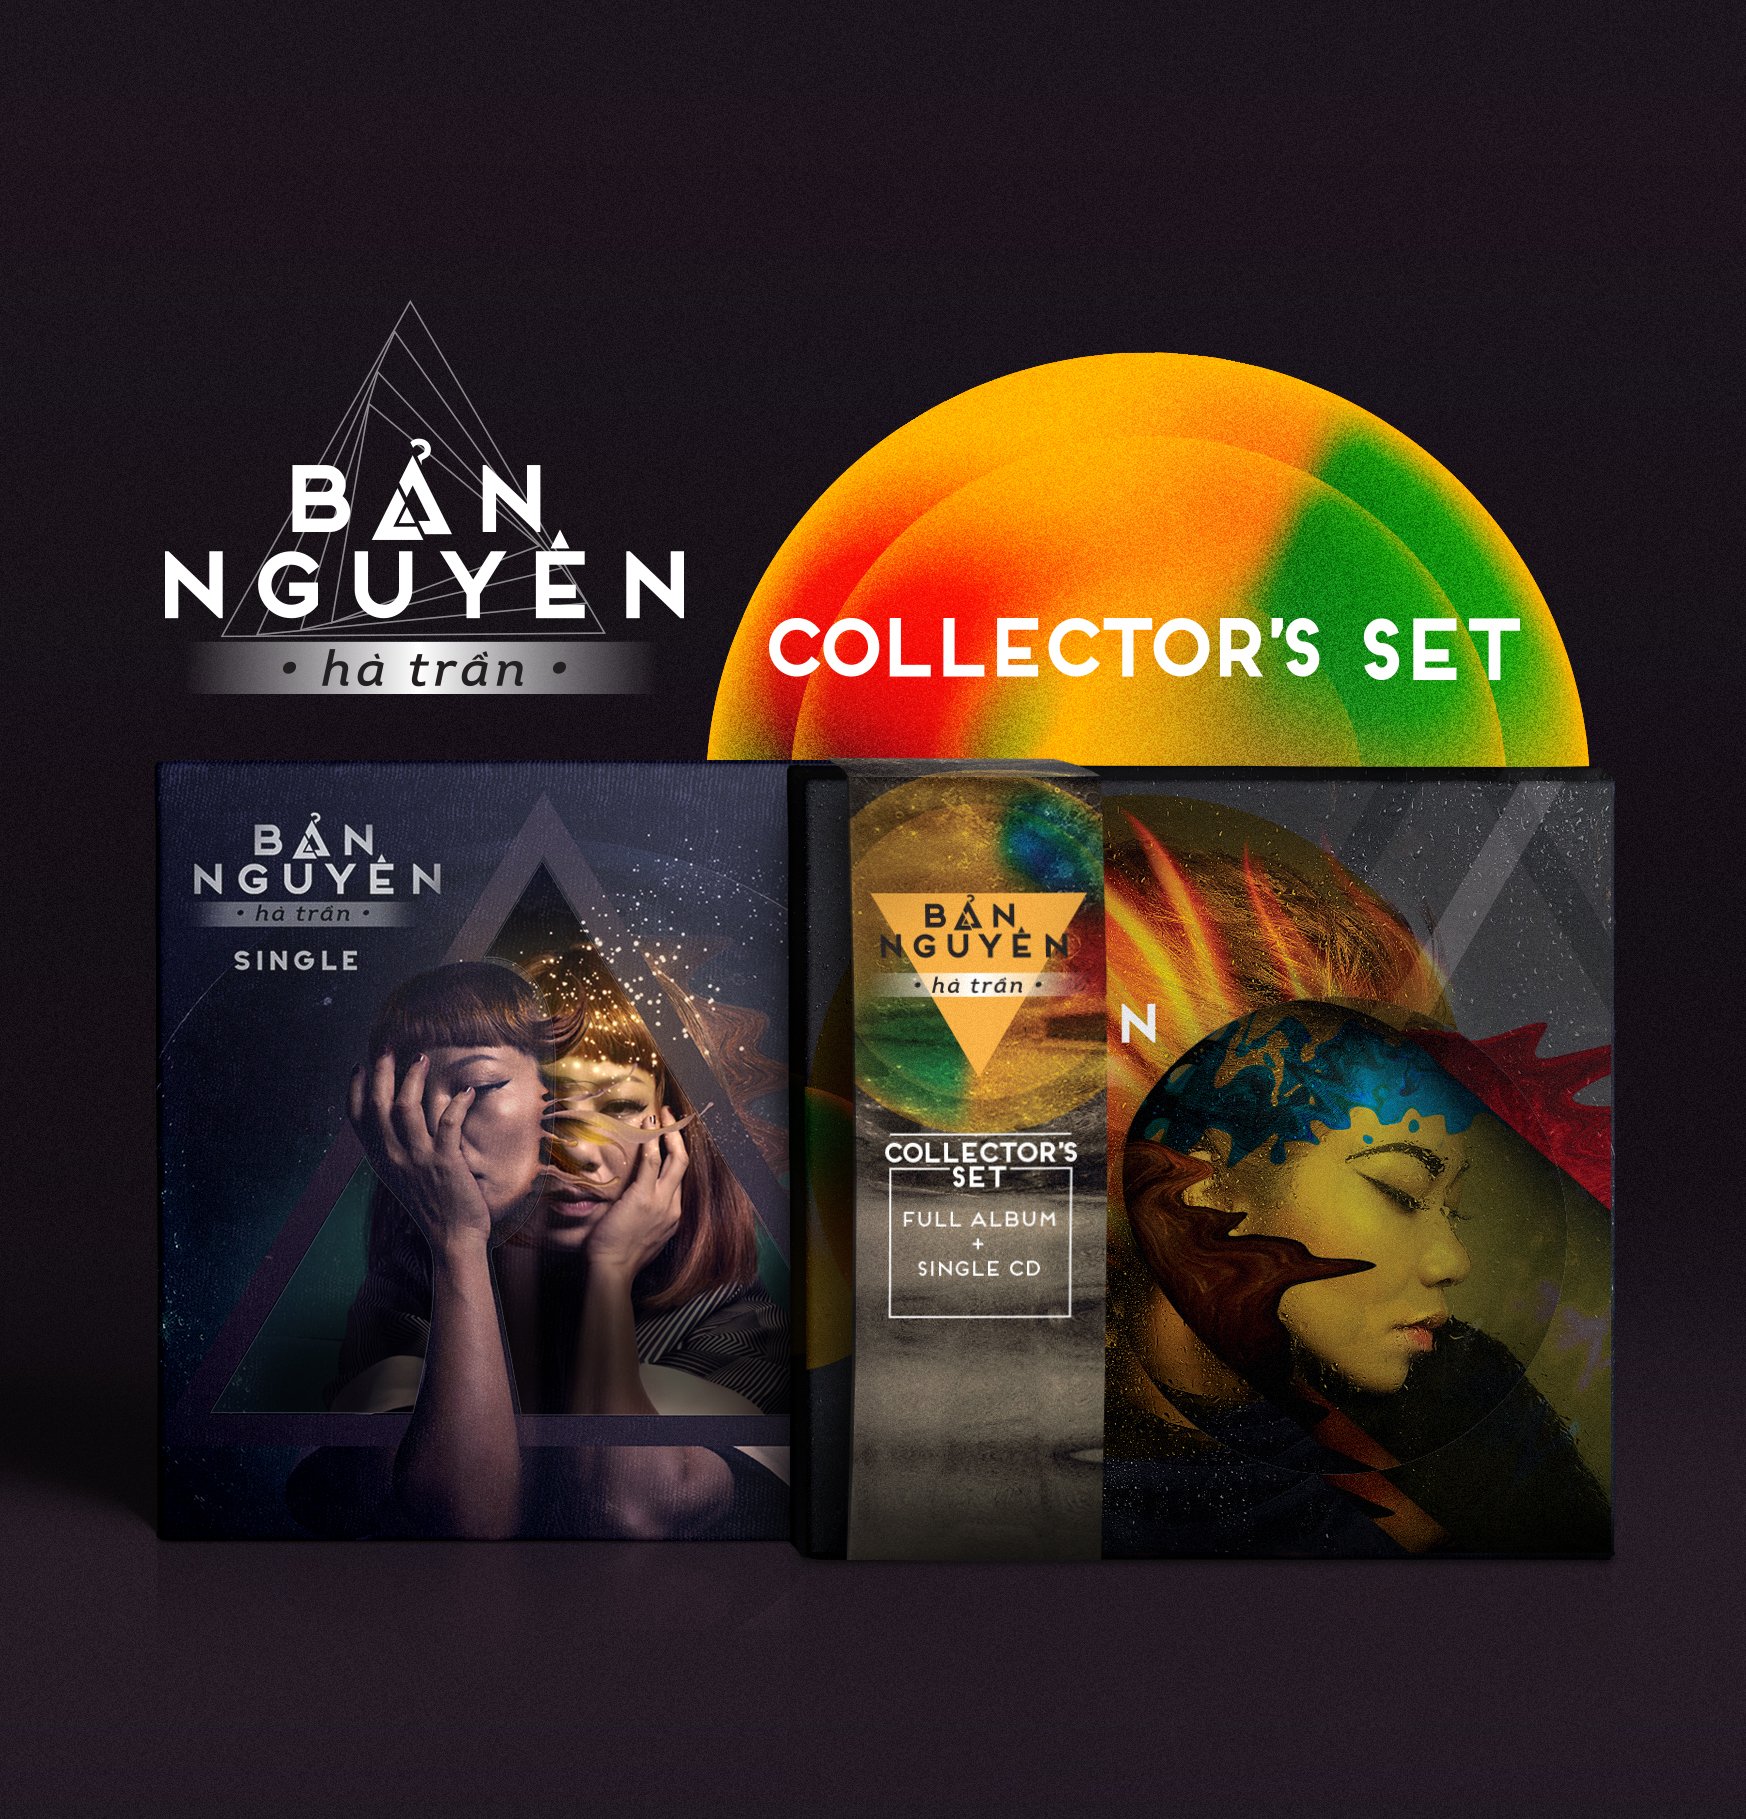 BẢN
NGUYÊN
• hà trần •
COLLECTOR'S SET
BẢN
NGUYÊN
• hà trần •
SINGLE
BẢN
NGUYÊN
• hà trần •
N
COLLECTOR'S
SET
FULL ALBUM
+
SINGLE CD